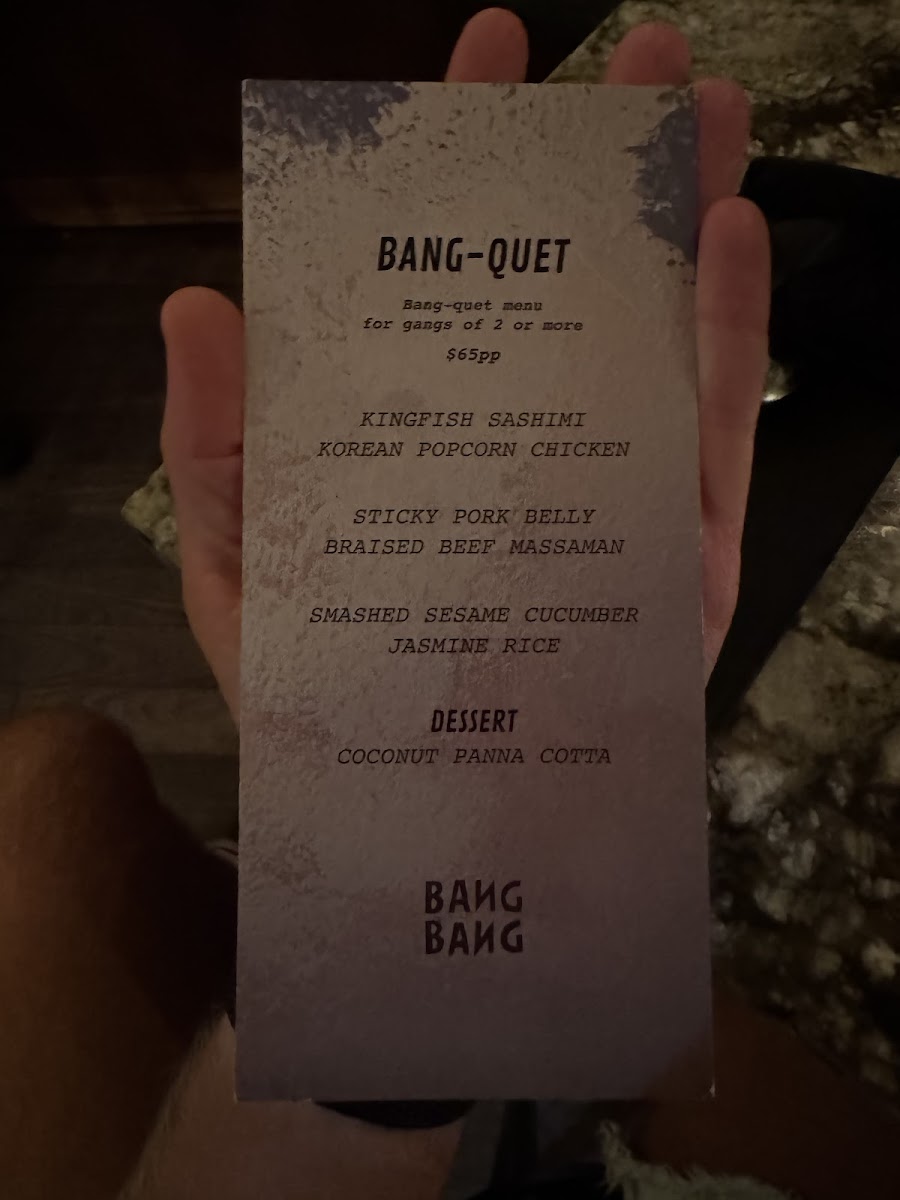 BANG-QUET
Bang-quet menu
for gangs of 2 or more
$65pp
KINGFISH SASHIMI
KOREAN POPCORN CHICKEN
STICKY PORK BELLY
BRAISED BEEF MASSAMAN
SMASHED SESAME CUCUMBER
JASMINE RICE
DESSERT
COCONUT PANNA COTTA
BANG
BANG